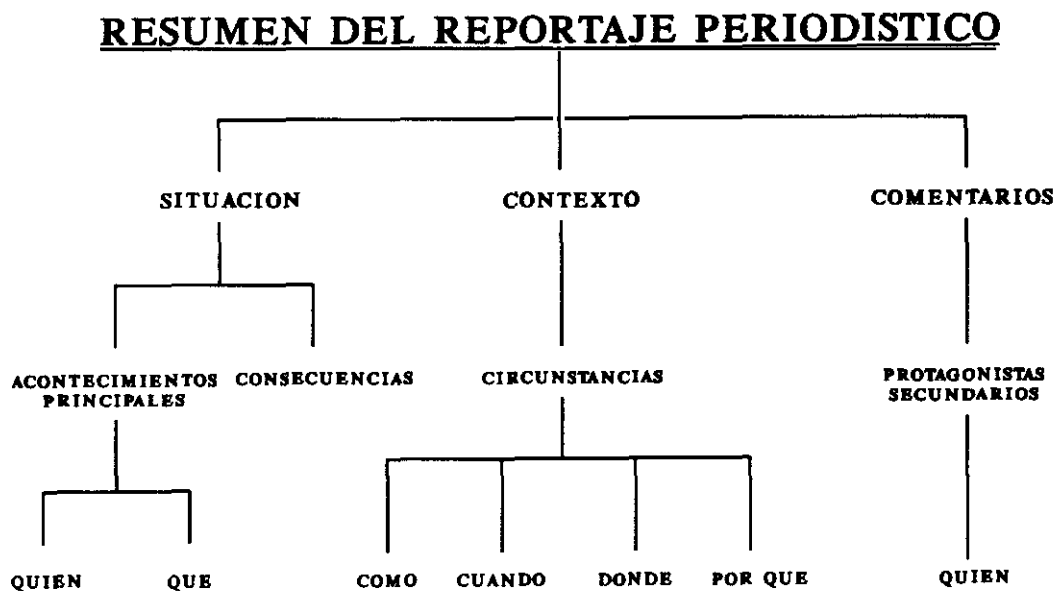 RESUMEN DEL REPORTAJE PERIODISTICO
SITUACION
CONTEXTO
COMENTARIOS
ACONTECIMIENTOS
PRINCIPALES
CONSECUENCIAS
CIRCUNSTANCIAS
PROTAGONISTAS
SECUNDARIOS
QUIEN
QUE
COMO
CUANDO
DONDE
POR QUE
QUIEN